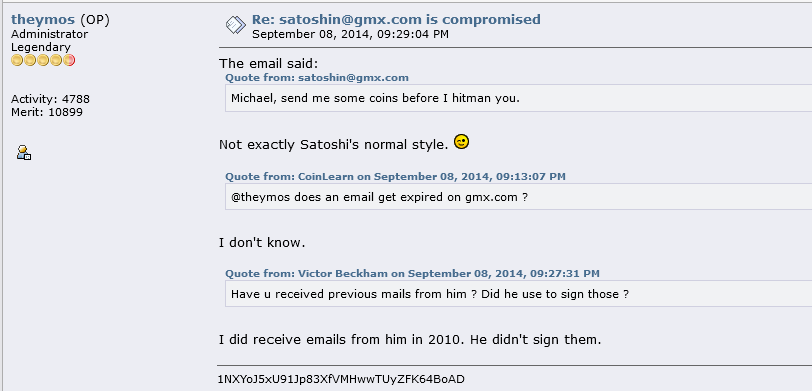 theymos (OP)
Administrator
Legendary
Activity: 4788
Merit: 10899
Re: satoshin@gmx.com is compromised
September 08, 2014, 09:29:04 PM
The email said:
Quote from: satoshin@gmx.com
Michael, send me some coins before I hitman you.
Not exactly Satoshi's normal style.
Quote from: CoinLearn on September 08, 2014, 09:13:07 PM
@theymos does an email get expired on gmx.com ?
I don't know.
Quote from: Victor Beckham on September 08, 2014, 09:27:31 PM
Have u received previous mails from him ? Did he use to sign those ?
I did receive emails from him in 2010. He didn't sign them.
1NXYoJ5xU91Jp83XfVMHwwTUyZFK64BoAD